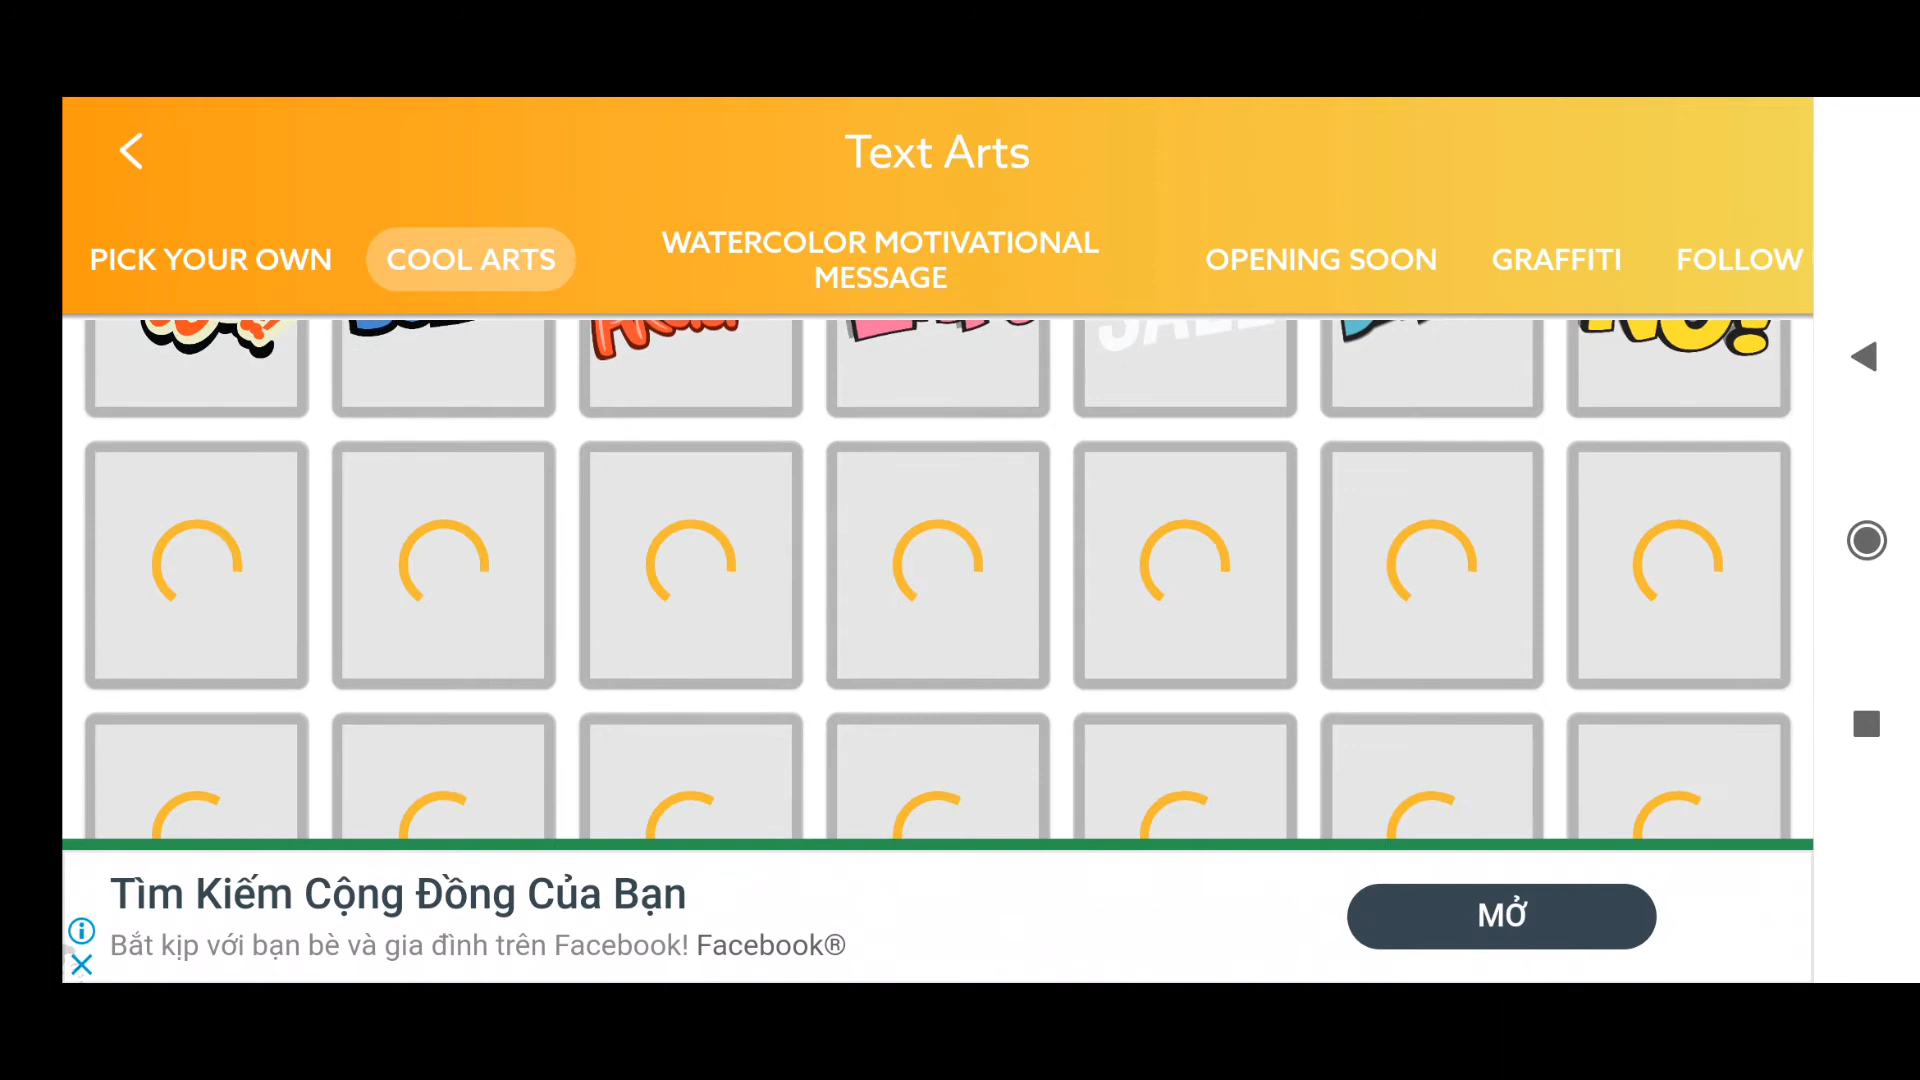 Text Arts
PICK YOUR OWN
COOL ARTS
WATERCOLOR MOTIVATIONAL
MESSAGE
OPENING SOON
GRAFFITI
FOLLOW
Tìm Kiếm Cộng Đồng Của Bạn
Bắt kịp với bạn bè và gia đình trên Facebook! Facebook®
MỞ